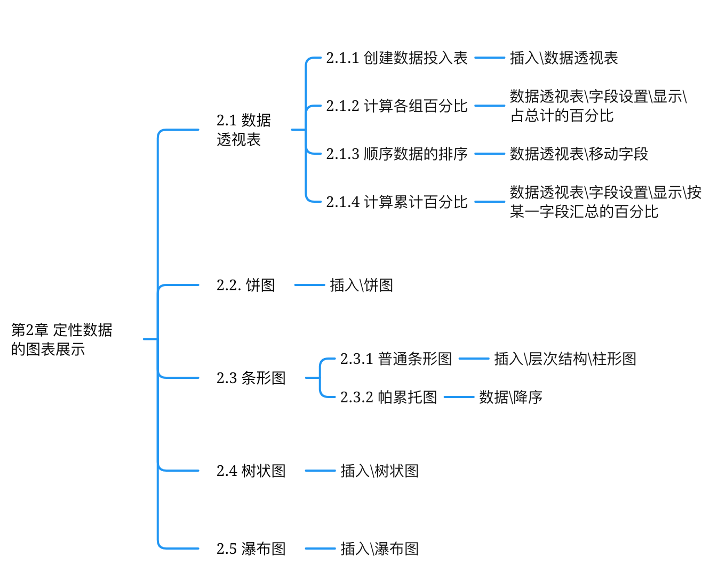 第2章 定性数据
的图表展示
2.1 数据
透视表
2.1.1 创建数据投入表
插入\数据透视表
2.1.2 计算各组百分比
数据透视表\字段设置\显示\
占总计的百分比
2.1.3 顺序数据的排序
数据透视表\移动字段
2.1.4 计算累计百分比
数据透视表\字段设置\显示\按
某一字段汇总的百分比
2.2. 饼图
插入\饼图
2.3 条形图
2.3.1 普通条形图
插入\层次结构\柱形图
2.3.2 帕累托图
数据\降序
2.4 树状图
插入\树状图
2.5 瀑布图
插入\瀑布图